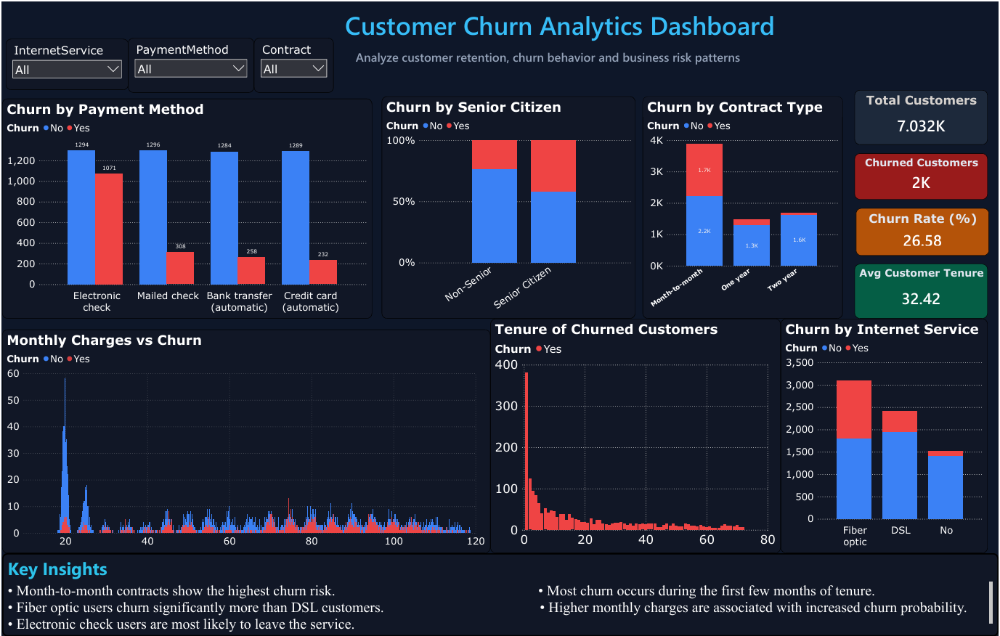 Customer Churn Analytics Dashboard
Analyze customer retention, churn behavior and business risk patterns
InternetService
All
PaymentMethod
All
Contract
All
Churn by Payment Method
Churn No Yes
1,200
1,000
800
600
400
200
0
1294
1071
1296
308
1284
258
1289
232
Electronic
check
Mailed check
Bank transfer
(automatic)
Credit card
(automatic)
Churn by Senior Citizen
Churn No Yes
100%
50%
0%
Non-Senior
Senior Citizen
Churn by Contract Type
Churn No Yes
4K
3K
2K
1K
0K
1.7K
2.2K
1.3K
1.6K
Month-to-month
One year
Two year
Total Customers
7.032K
Churned Customers
2K
Churn Rate (%)
26.58
Avg Customer Tenure
32.42
Monthly Charges vs Churn
Churn No Yes
60
50
40
30
20
10
0
20 40 60 80 100 120
Tenure of Churned Customers
Churn Yes
400
300
200
100
0
0 20 40 60 80
Churn by Internet Service
Churn No Yes
3,500
3,000
2,500
2,000
1,500
1,000
500
0
Fiber
optic
DSL
No
Key Insights
• Month-to-month contracts show the highest churn risk.
• Fiber optic users churn significantly more than DSL customers.
• Electronic check users are most likely to leave the service.
• Most churn occurs during the first few months of tenure.
• Higher monthly charges are associated with increased churn probability.